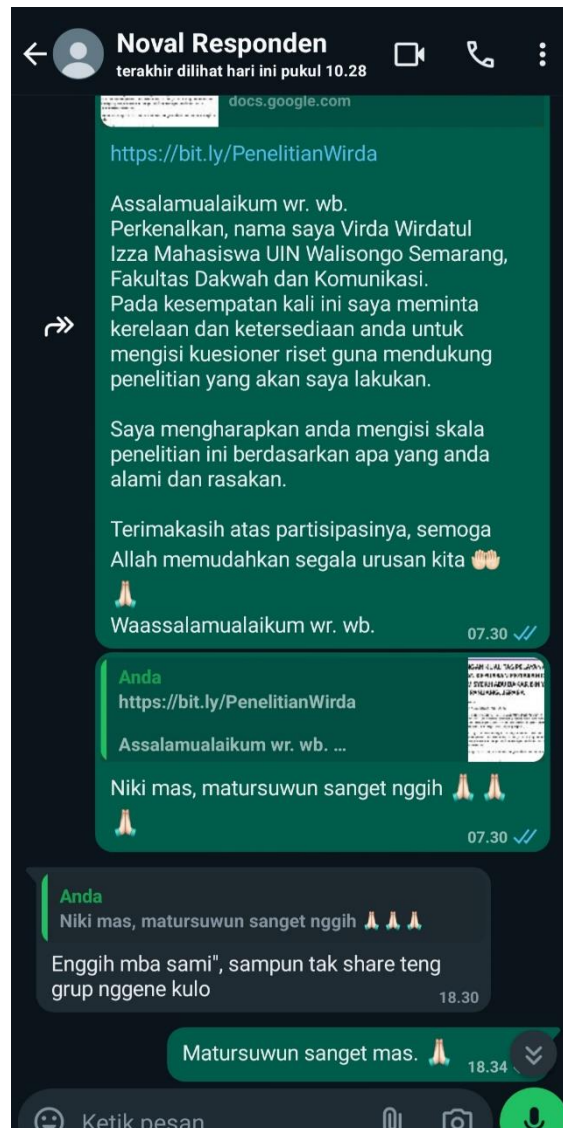 Noval Responden
terakhir dilihat hari ini pukul 10.28
docs.google.com
https://bit.ly/PenelitianWirda
Assalamualaikum wr. wb.
Perkenalkan, nama saya Virda Wirdatul
Izza Mahasiswa UIN Walisongo Semarang,
Fakultas Dakwah dan Komunikasi.
Pada kesempatan kali ini saya meminta
kerelaan dan ketersediaan anda untuk
mengisi kuesioner riset guna mendukung
penelitian yang akan saya lakukan.
Saya mengharapkan anda mengisi skala
penelitian ini berdasarkan apa yang anda
alami dan rasakan.
Terimakasih atas partisipasinya, semoga
Allah memudahkan segala urusan kita 🤲🏻
🙏🏻
Waassalamualaikum wr. wb.
07.30
Anda
https://bit.ly/PenelitianWirda
Assalamualaikum wr. wb. ...
Niki mas, matursuwun sanget nggih 🙏🏻 🙏🏻
🙏🏻
07.30
Anda
Niki mas, matursuwun sanget nggih 🙏🏻 🙏🏻 🙏🏻
Enggih mba sami", sampun tak share teng
grup nggene kulo
18.30
Matursuwun sanget mas. 🙏🏻
18.34
Ketik pesan